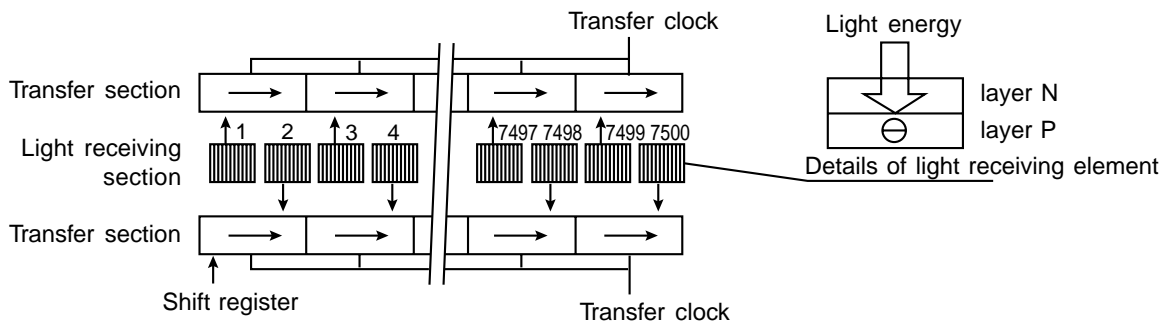 Transfer clock
Light energy
Transfer section
layer N
layer P
1 2 3 4 7497 7498 7499 7500
Light receiving
section
Details of light receiving element
Transfer section
Shift register
Transfer clock